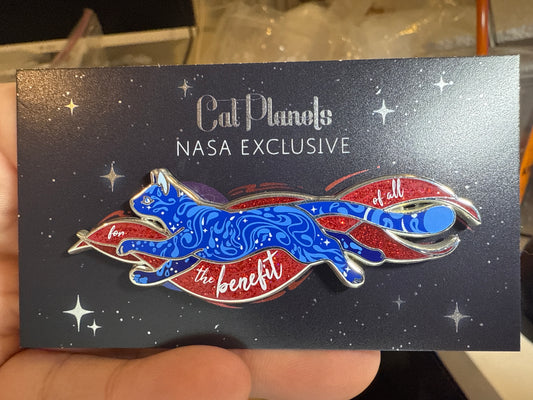 Cat Planets
NASA EXCLUSIVE
for
the benefit
of all